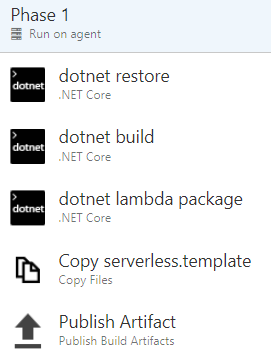 Phase 1
Run on agent
dotnet
dotnet restore
.NET Core
dotnet
dotnet build
.NET Core
dotnet
dotnet lambda package
.NET Core
Copy serverless.template
Copy Files
Publish Artifact
Publish Build Artifacts